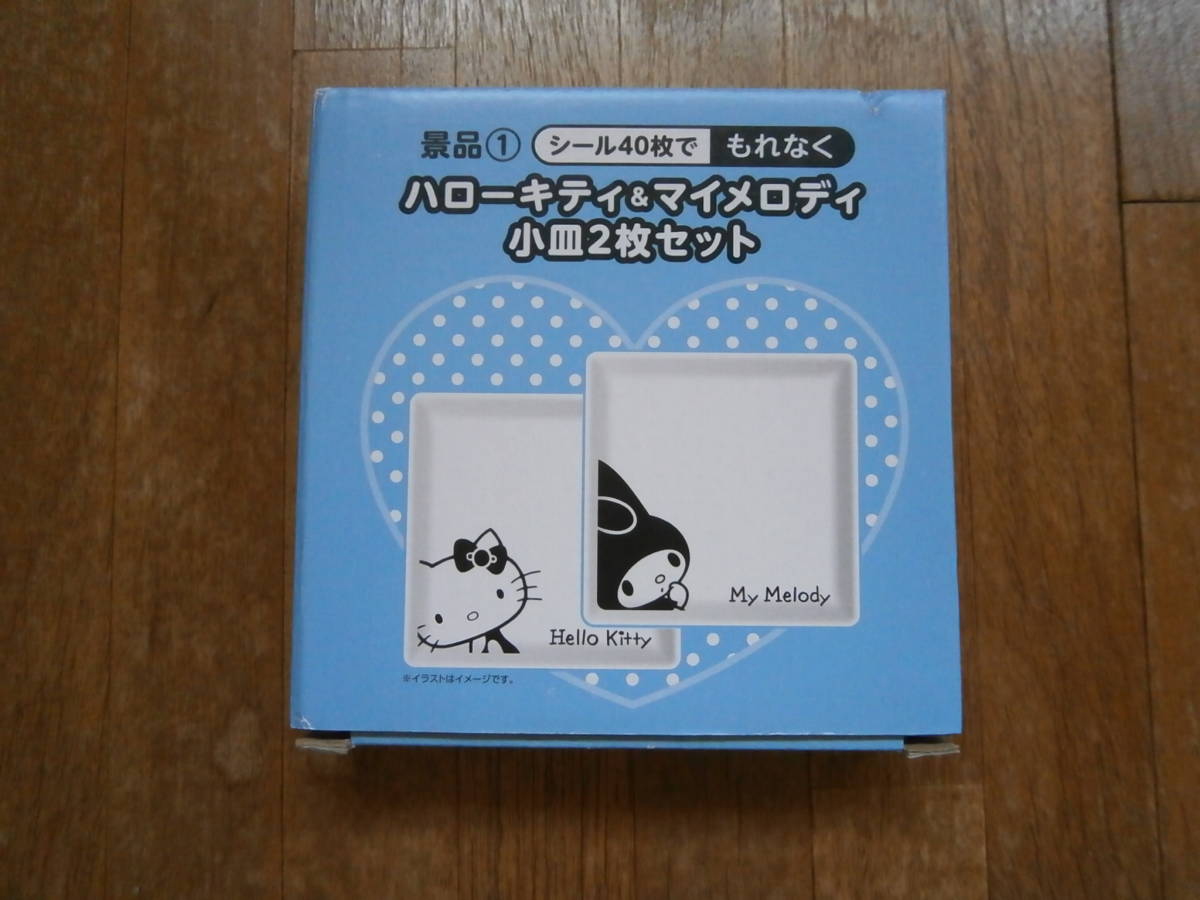 景品① シール40枚で もれなく
ハローキティ&マイメロディ
小皿2枚セット
My Melody
Hello Kitty
※イラストはイメージです。